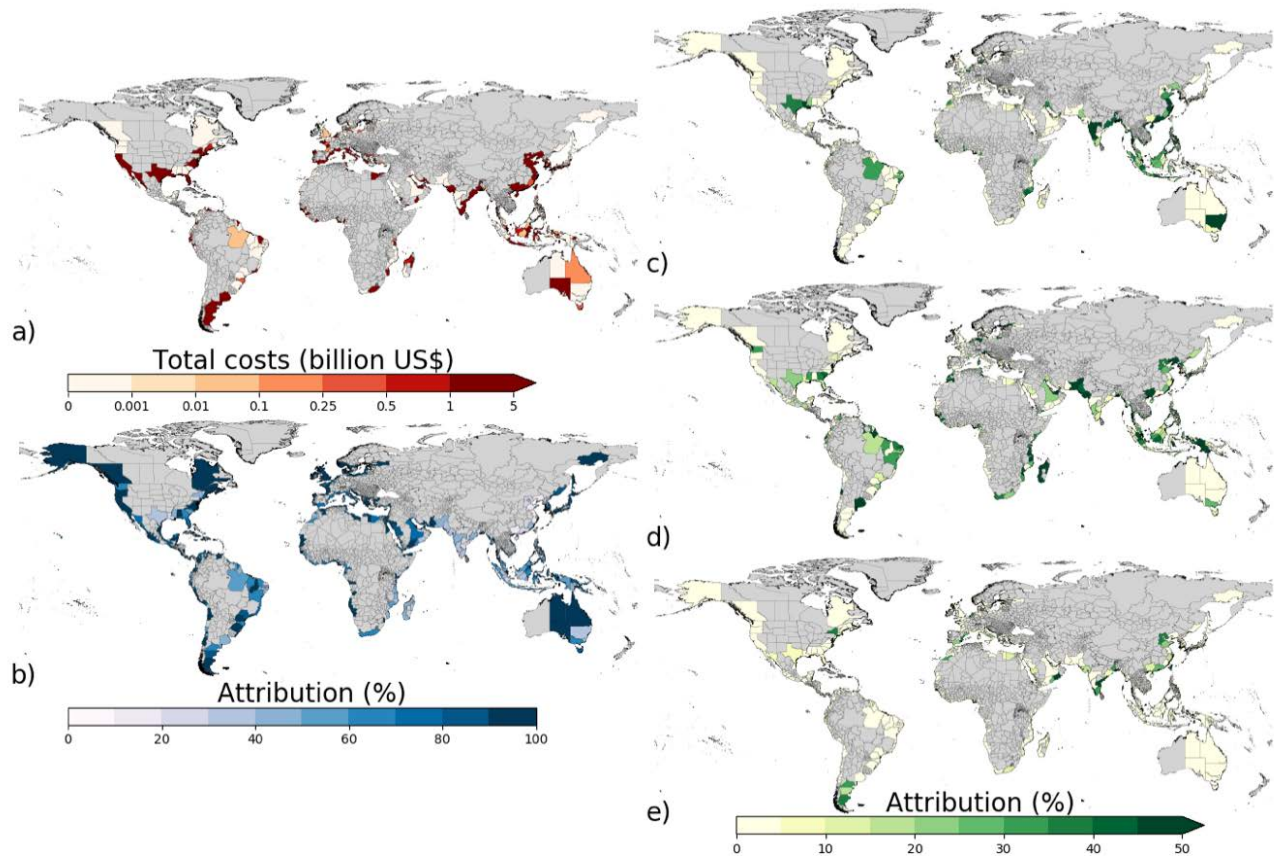 a)
Total costs (billion US$)
0 0.001 0.01 0.1 0.25 0.5 1 5
b)
Attribution (%)
0 20 40 60 80 100
c)
d)
e)
Attribution (%)
0 10 20 30 40 50